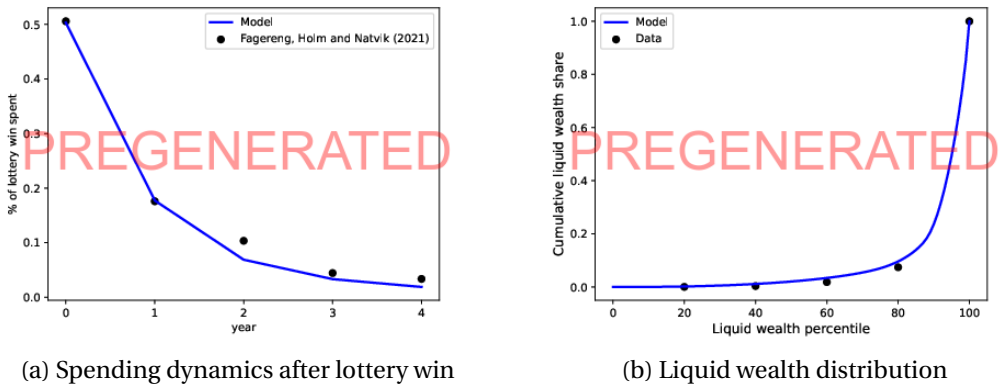 0.5
0.4
0.3
0.2
0.1
0.0
% of lottery win spent
Model
Fagereng, Holm and Natvik (2021)
PREGENERATED
0 1 2 3 4
year
(a) Spending dynamics after lottery win
1.0
0.8
0.6
0.4
0.2
0.0
Cumulative liquid wealth share
Model
Data
PREGENERATED
0 20 40 60 80 100
Liquid wealth percentile
(b) Liquid wealth distribution